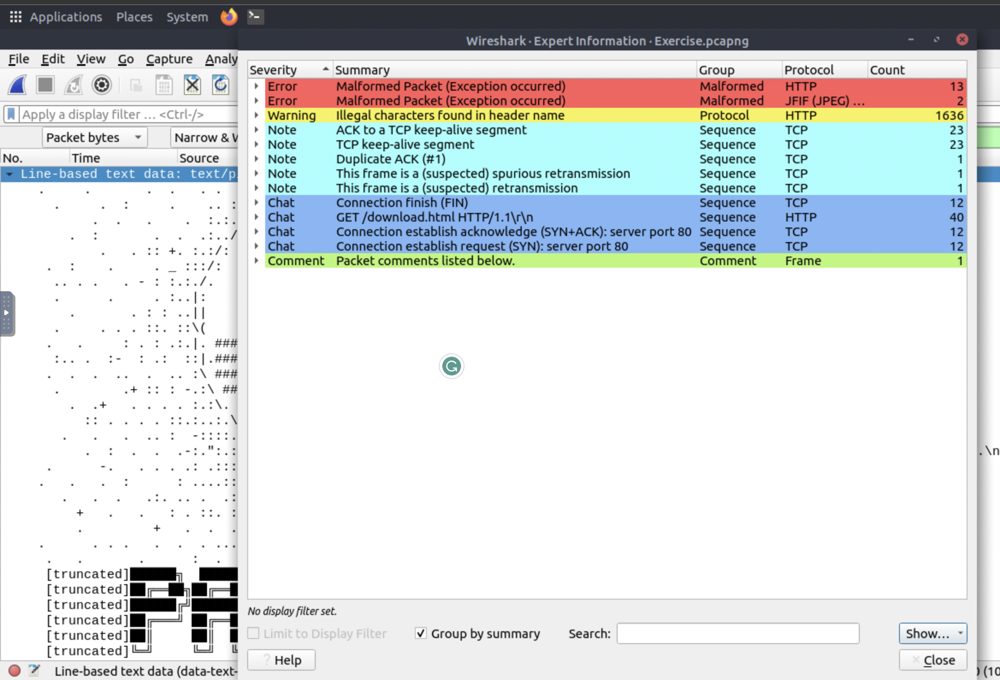 Applications Places System
Wireshark · Expert Information · Exercise.pcapng
File Edit View Go Capture Analy
Apply a display filter … <Ctrl-/>
Packet bytes Narrow & W
No. Time Source
Line-based text data: text/p
Severity Summary Group Protocol Count
Error Malformed Packet (Exception occurred) Malformed HTTP 13
Error Malformed Packet (Exception occurred) Malformed JFIF (JPEG) … 2
Warning Illegal characters found in header name Protocol HTTP 1636
Note ACK to a TCP keep-alive segment Sequence TCP 23
Note TCP keep-alive segment Sequence TCP 23
Note Duplicate ACK (#1) Sequence TCP 1
Note This frame is a (suspected) spurious retransmission Sequence TCP 1
Note This frame is a (suspected) retransmission Sequence TCP 1
Chat Connection finish (FIN) Sequence TCP 12
Chat GET /download.html HTTP/1.1\r\n Sequence HTTP 40
Chat Connection establish acknowledge (SYN+ACK): server port 80 Sequence TCP 12
Chat Connection establish request (SYN): server port 80 Sequence TCP 12
Comment Packet comments listed below. Comment Frame 1
.\n
[truncated]
[truncated]
[truncated]
[truncated]
[truncated]
[truncated]
No display filter set.
Limit to Display Filter Group by summary Search: Show…
? Help Close
Line-based text data (data-text- (10